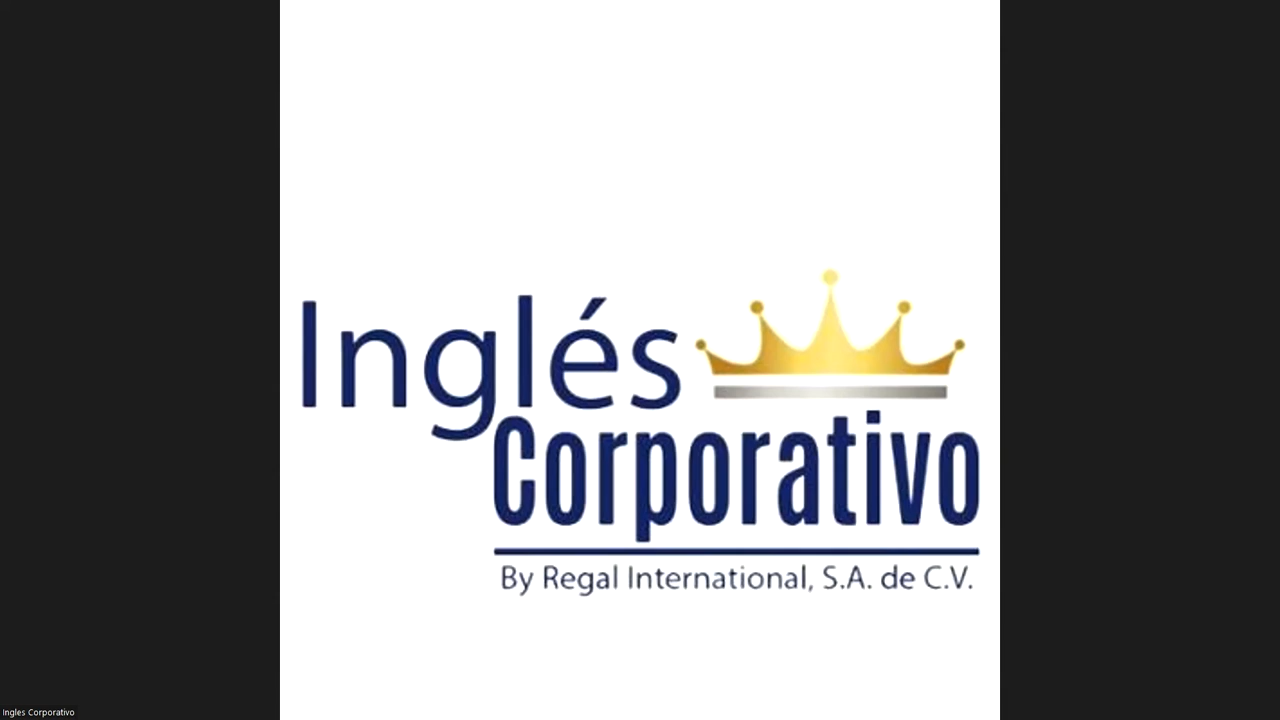 Inglés
Corporativo
By Regal International, S.A. de C.V.
Ingles Corporativo